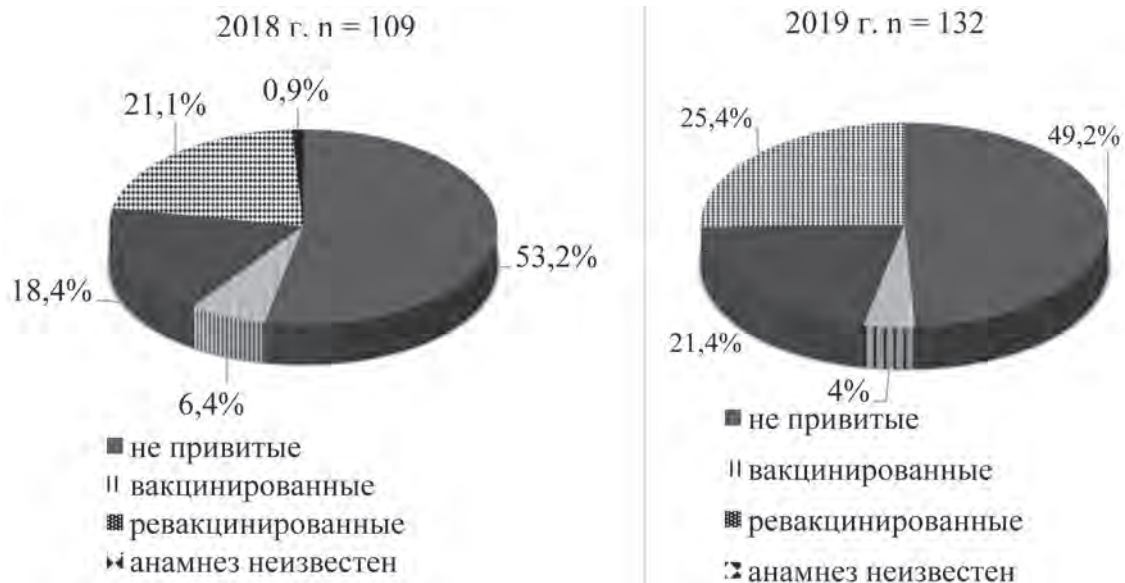 2018 г. n = 109
0,9%
21,1%
53,2%
18,4%
6,4%
не привитые
вакцинированные
ревакцинированные
анамнез неизвестен
2019 г. n = 132
25,4%
49,2%
21,4%
4%
не привитые
вакцинированные
ревакцинированные
анамнез неизвестен